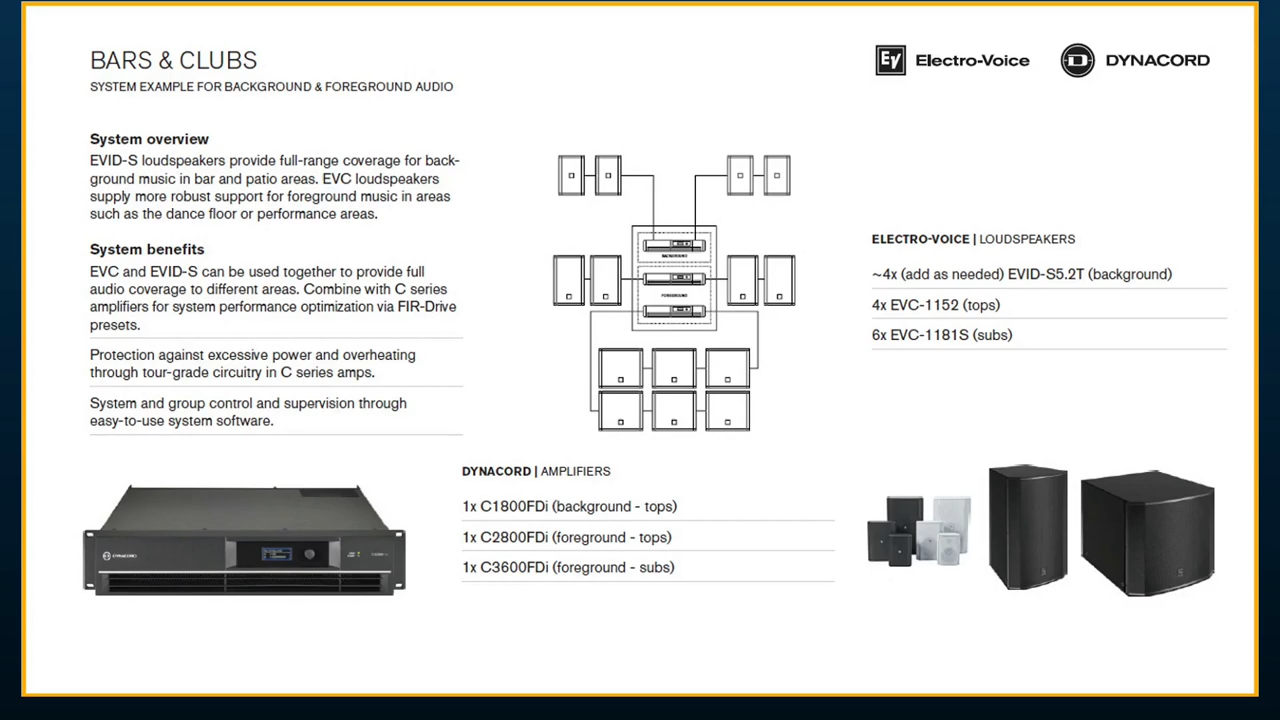 BARS & CLUBS
SYSTEM EXAMPLE FOR BACKGROUND & FOREGROUND AUDIO
EV Electro-Voice
DYNACORD
System overview
EVID-S loudspeakers provide full-range coverage for back-
ground music in bar and patio areas. EVC loudspeakers
supply more robust support for foreground music in areas
such as the dance floor or performance areas.
System benefits
EVC and EVID-S can be used together to provide full
audio coverage to different areas. Combine with C series
amplifiers for system performance optimization via FIR-Drive
presets.
Protection against excessive power and overheating
through tour-grade circuitry in C series amps.
System and group control and supervision through
easy-to-use system software.
BACKGROUND
FOREGROUND
ELECTRO-VOICE | LOUDSPEAKERS
~4x (add as needed) EVID-S5.2T (background)
4x EVC-1152 (tops)
6x EVC-1181S (subs)
DYNACORD | AMPLIFIERS
1x C1800FDi (background - tops)
1x C2800FDi (foreground - tops)
1x C3600FDi (foreground - subs)
DYNACORD